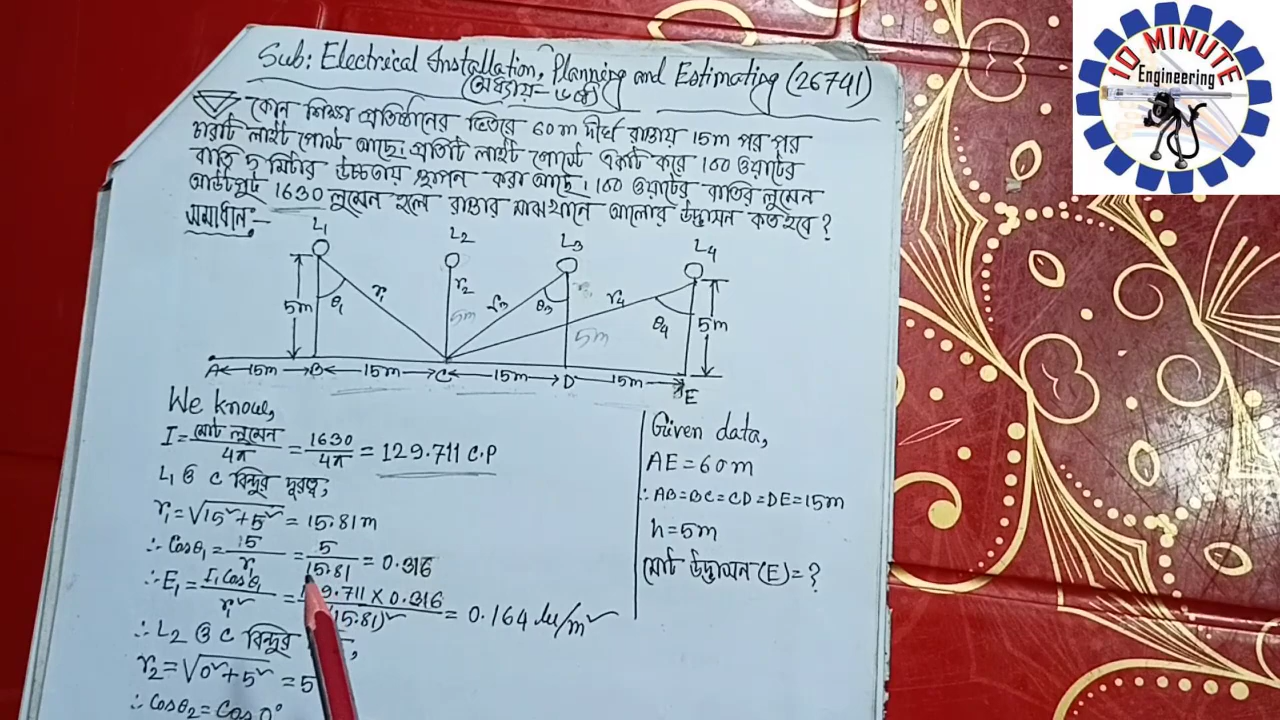 10 MINUTE
Engineering
Sub: Electrical Installation, Planning and Estimating (26741)
(অধ্যায়- ৬ষ্ঠ)
কোন শিক্ষা প্রতিষ্ঠানের ভিতরে 60m দীর্ঘ রাস্তায় 15m পর পর
চারটি লাইট পোস্ট আছে। প্রতিটি লাইট পোস্টে একটি করে 100 ওয়াটের
বাতি 5 মিটার উচ্চতায় স্থাপন করা আছে। 100 ওয়াটের বাতির লুমেন
আউটপুট 1630 লুমেন হলে রাস্তার মাঝখানে আলোর উদ্ভাসন কত হবে?
সমাধান:-
L₁ L₂ L₃ L₄
5m θ₁ r₁ r₂ 5m r₃ θ₃ 5m r₄ θ₄ 5m
A 15m B 15m C 15m D 15m E
We know,
I = মোট লুমেন / 4π = 1630 / 4π = 129.711 C.P
L₁ ও C বিন্দুর দূরত্ব,
r₁ = √15² + 5² = 15.81m
∴ Cosθ₁ = 15 / r₁ = 5 / 15.81 = 0.316
∴ E₁ = I₁ Cosθ₁ / r₁² = 9.711 × 0.316 / (15.81)² = 0.164 lu/m²
∴ L₂ ও C বিন্দুর
r₂ = √0² + 5² = 5
∴ Cosθ₂ = Cos 0°
Given data,
AE = 60m
∴ AB = BC = CD = DE = 15m
h = 5m
মোট উদ্ভাসন (E) = ?